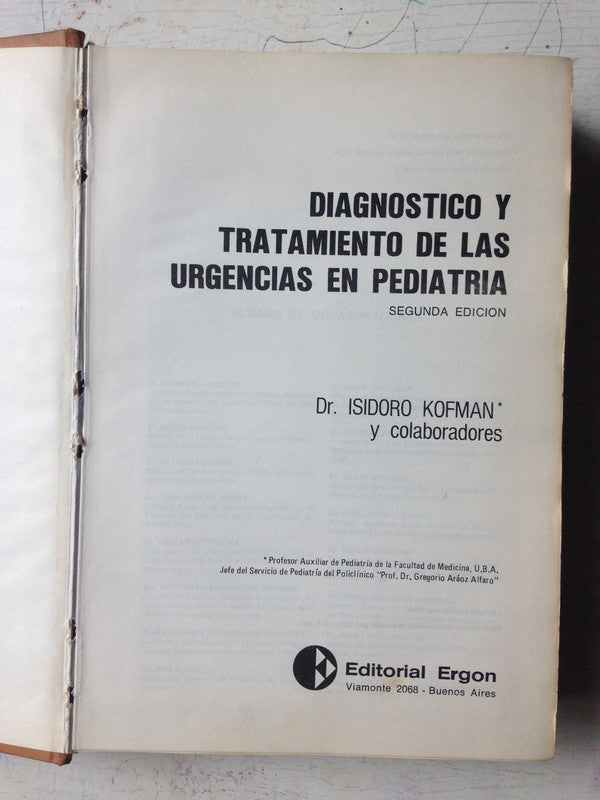 DIAGNOSTICO Y
TRATAMIENTO DE LAS
URGENCIAS EN PEDIATRIA
SEGUNDA EDICION
Dr. ISIDORO KOFMAN*
y colaboradores
* Profesor Auxiliar de Pediatría de la Facultad de Medicina, U.B.A.
Jefe del Servicio de Pediatría del Policlínico "Prof. Dr. Gregorio Aráoz Alfaro"
Editorial Ergon
Viamonte 2068 - Buenos Aires